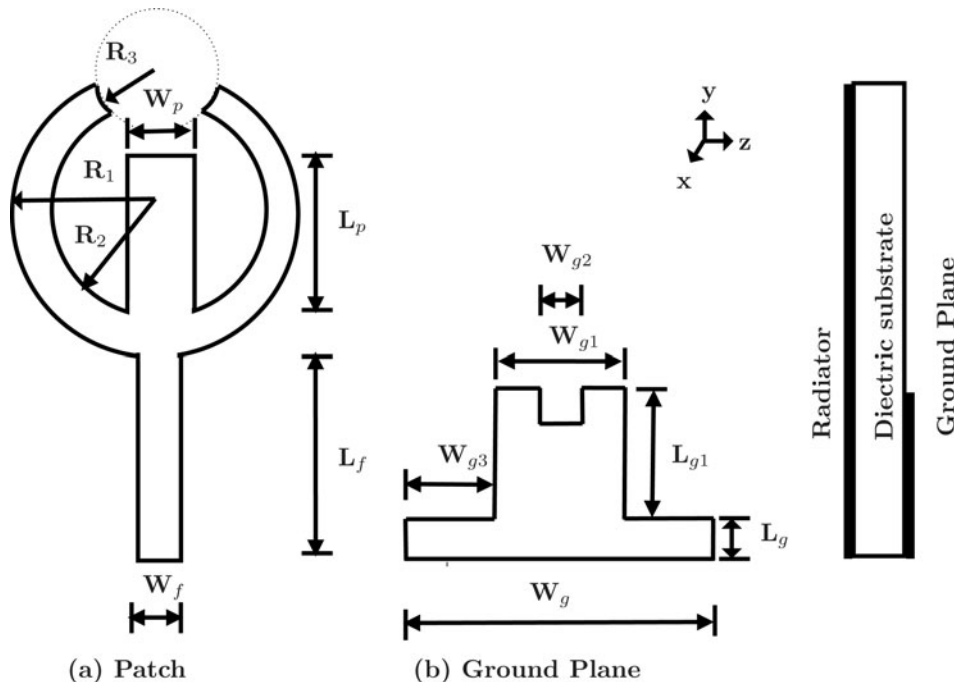 R3
Wp
R1
R2
Lp
Lf
Wf
(a) Patch
y
z
x
Wg2
Wg1
Wg3
Lg1
Lg
Wg
(b) Ground Plane
Radiator
Diectric substrate
Ground Plane